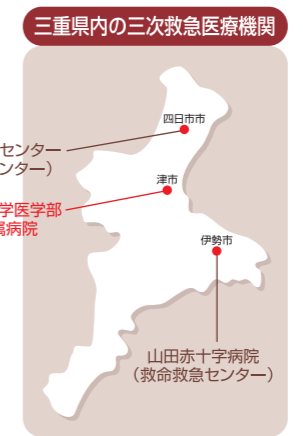 三重県内の三次救急医療機関
四日市市
センター
ンター）
津市
学医学部
属病院
伊勢市
山田赤十字病院
（救命救急センター）